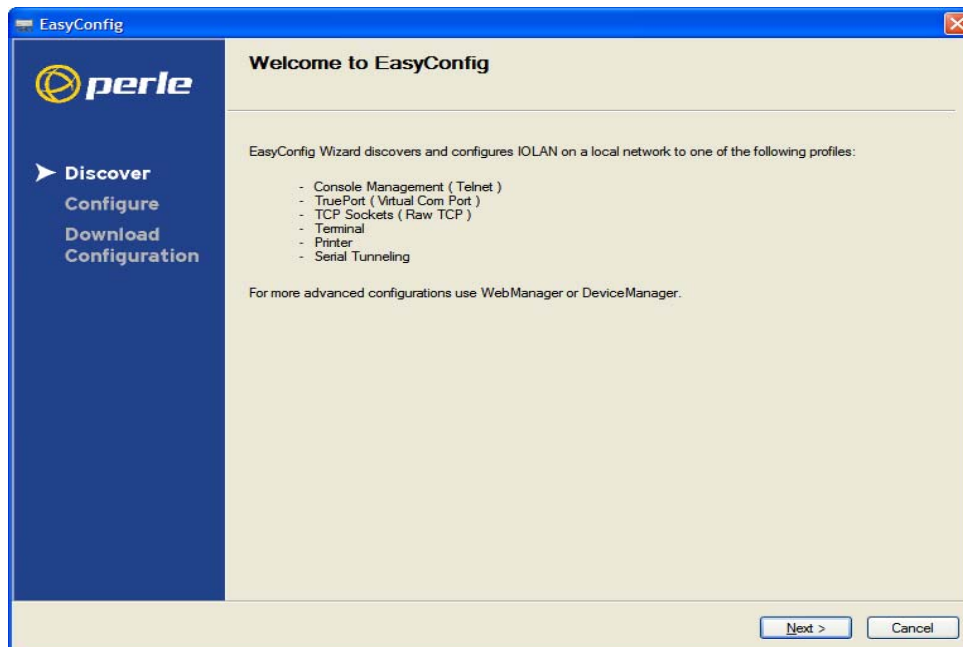 EasyConfig
perle
Discover
Configure
Download
Configuration
Welcome to EasyConfig
EasyConfig Wizard discovers and configures IOLAN on a local network to one of the following profiles:
- Console Management ( Telnet )
- TruePort ( Virtual Com Port )
- TCP Sockets ( Raw TCP )
- Terminal
- Printer
- Serial Tunneling
For more advanced configurations use WebManager or DeviceManager.
Next >
Cancel